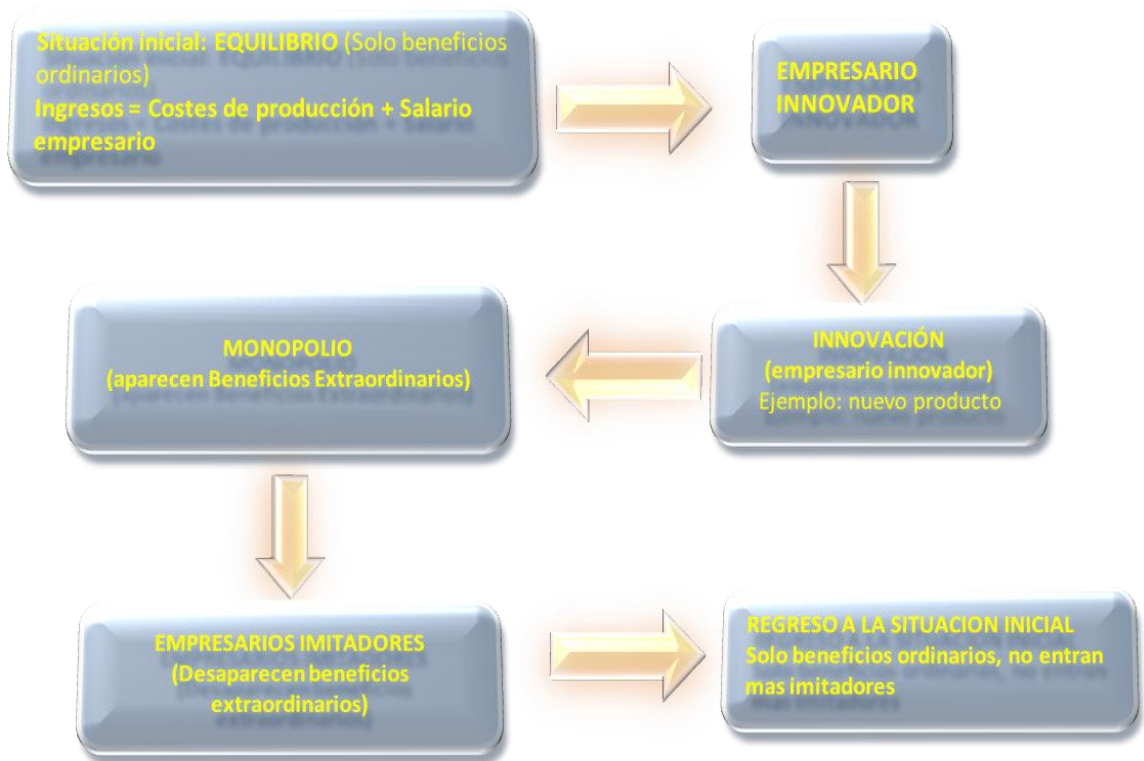 Situación inicial: EQUILIBRIO (Solo beneficios
ordinarios)
Ingresos = Costes de producción + Salario
empresario
EMPRESARIO
INNOVADOR
INNOVACIÓN
(empresario innovador)
Ejemplo: nuevo producto
MONOPOLIO
(aparecen Beneficios Extraordinarios)
EMPRESARIOS IMITADORES
(Desaparecen beneficios
extraordinarios)
REGRESO A LA SITUACION INICIAL
Solo beneficios ordinarios, no entran
mas imitadores